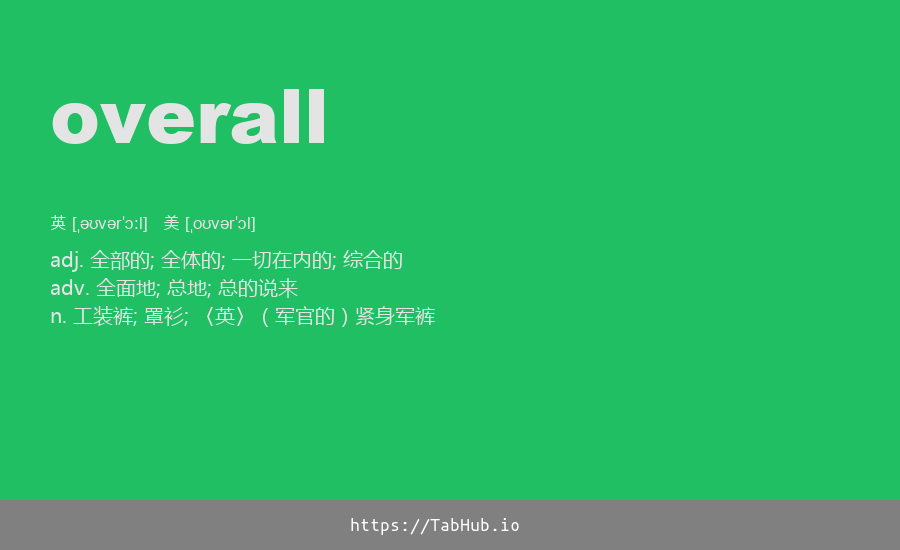 overall
英 [ˌəʊvərˈɔːl] 美 [ˌoʊvərˈɔl]
adj. 全部的; 全体的; 一切在内的; 综合的
adv. 全面地; 总地; 总的说来
n. 工装裤; 罩衫; 〈英〉（军官的）紧身军裤
https://TabHub.io